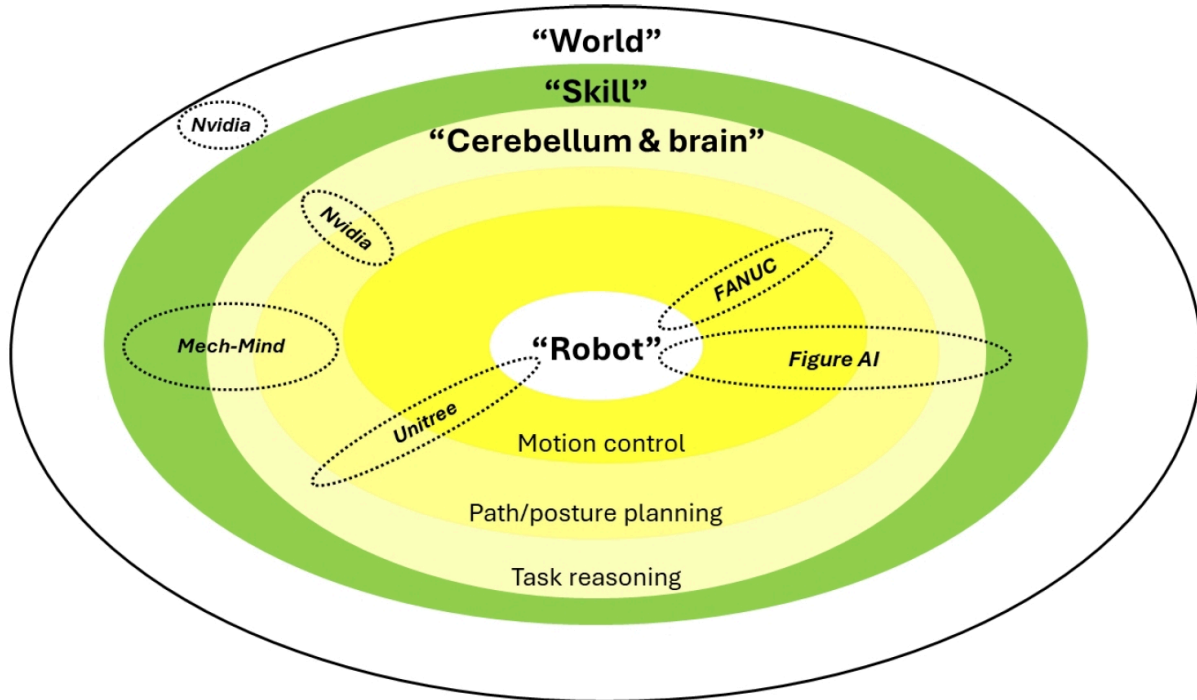 “World”
“Skill”
Nvidia
“Cerebellum & brain”
Nvidia
FANUC
Mech-Mind
“Robot”
Figure AI
Unitree
Motion control
Path/posture planning
Task reasoning